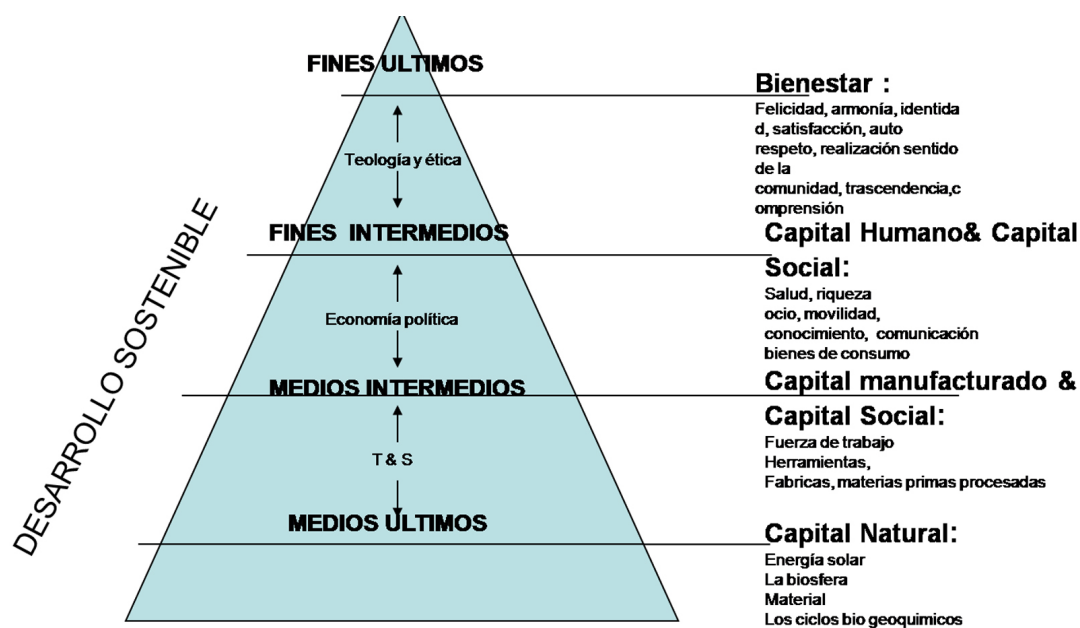 DESARROLLO SOSTENIBLE
FINES ULTIMOS
Teología y ética
FINES INTERMEDIOS
Economía política
MEDIOS INTERMEDIOS
T & S
MEDIOS ULTIMOS
Bienestar :
Felicidad, armonía, identida
d, satisfacción, auto
respeto, realización sentido
de la
comunidad, trascendencia,c
omprensión
Capital Humano& Capital
Social:
Salud, riqueza
ocio, movilidad,
conocimiento, comunicación
bienes de consumo
Capital manufacturado &
Capital Social:
Fuerza de trabajo
Herramientas,
Fabricas, materias primas procesadas
Capital Natural:
Energía solar
La biosfera
Material
Los ciclos bio geoquimicos